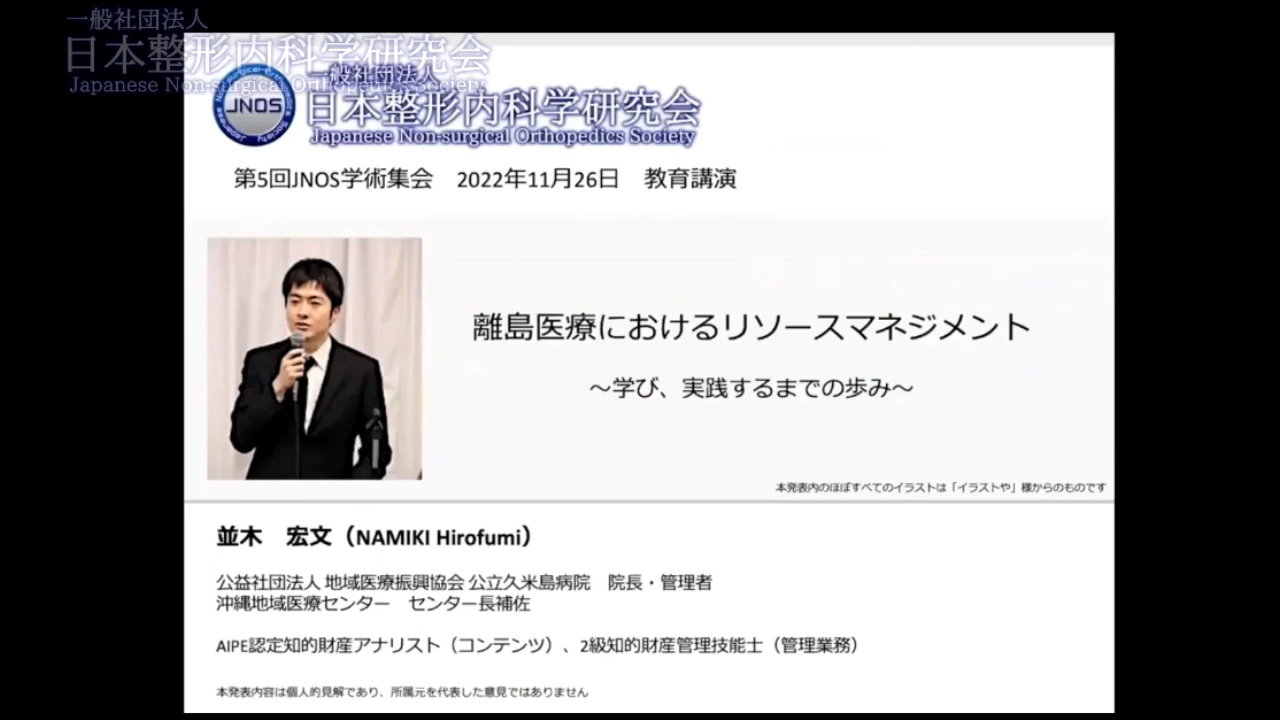 一般社団法人
日本整形内科学研究会
Japanese Non-surgical Orthopedics Society
一般社団法人
日本整形内科学研究会
Japanese Non-surgical Orthopedics Society
JNOS
Non-surgical Orthopedics Society Japanese
第5回JNOS学術集会　2022年11月26日　教育講演
離島医療におけるリソースマネジメント
～学び、実践するまでの歩み～
本発表内のほぼすべてのイラストは「イラストや」様からのものです
並木　宏文（NAMIKI Hirofumi）
公益社団法人 地域医療振興協会 公立久米島病院　院長・管理者
沖縄地域医療センター　センター長補佐
AIPE認定知的財産アナリスト（コンテンツ）、2級知的財産管理技能士（管理業務）
本発表内容は個人的見解であり、所属元を代表した意見ではありません